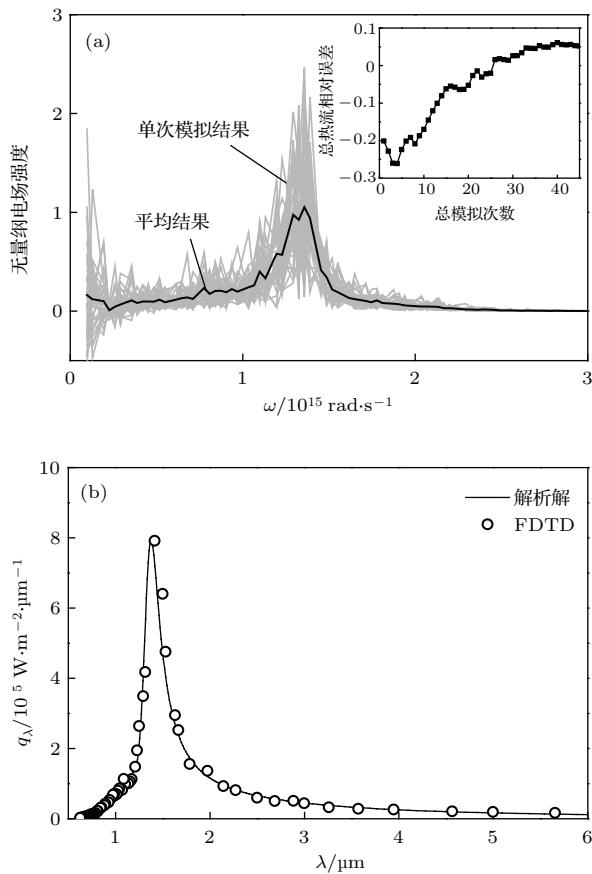 (a)
3
2
1
0
无量纲电场强度
0
1
2
3
ω/10¹⁵ rad·s⁻¹
单次模拟结果
平均结果
0.1
0
−0.1
−0.2
−0.3
总热流相对误差
0
10
20
30
40
总模拟次数
(b)
10
8
6
4
2
0
qλ/10⁵ W·m⁻²·µm⁻¹
解析解
FDTD
1
2
3
4
5
6
λ/µm